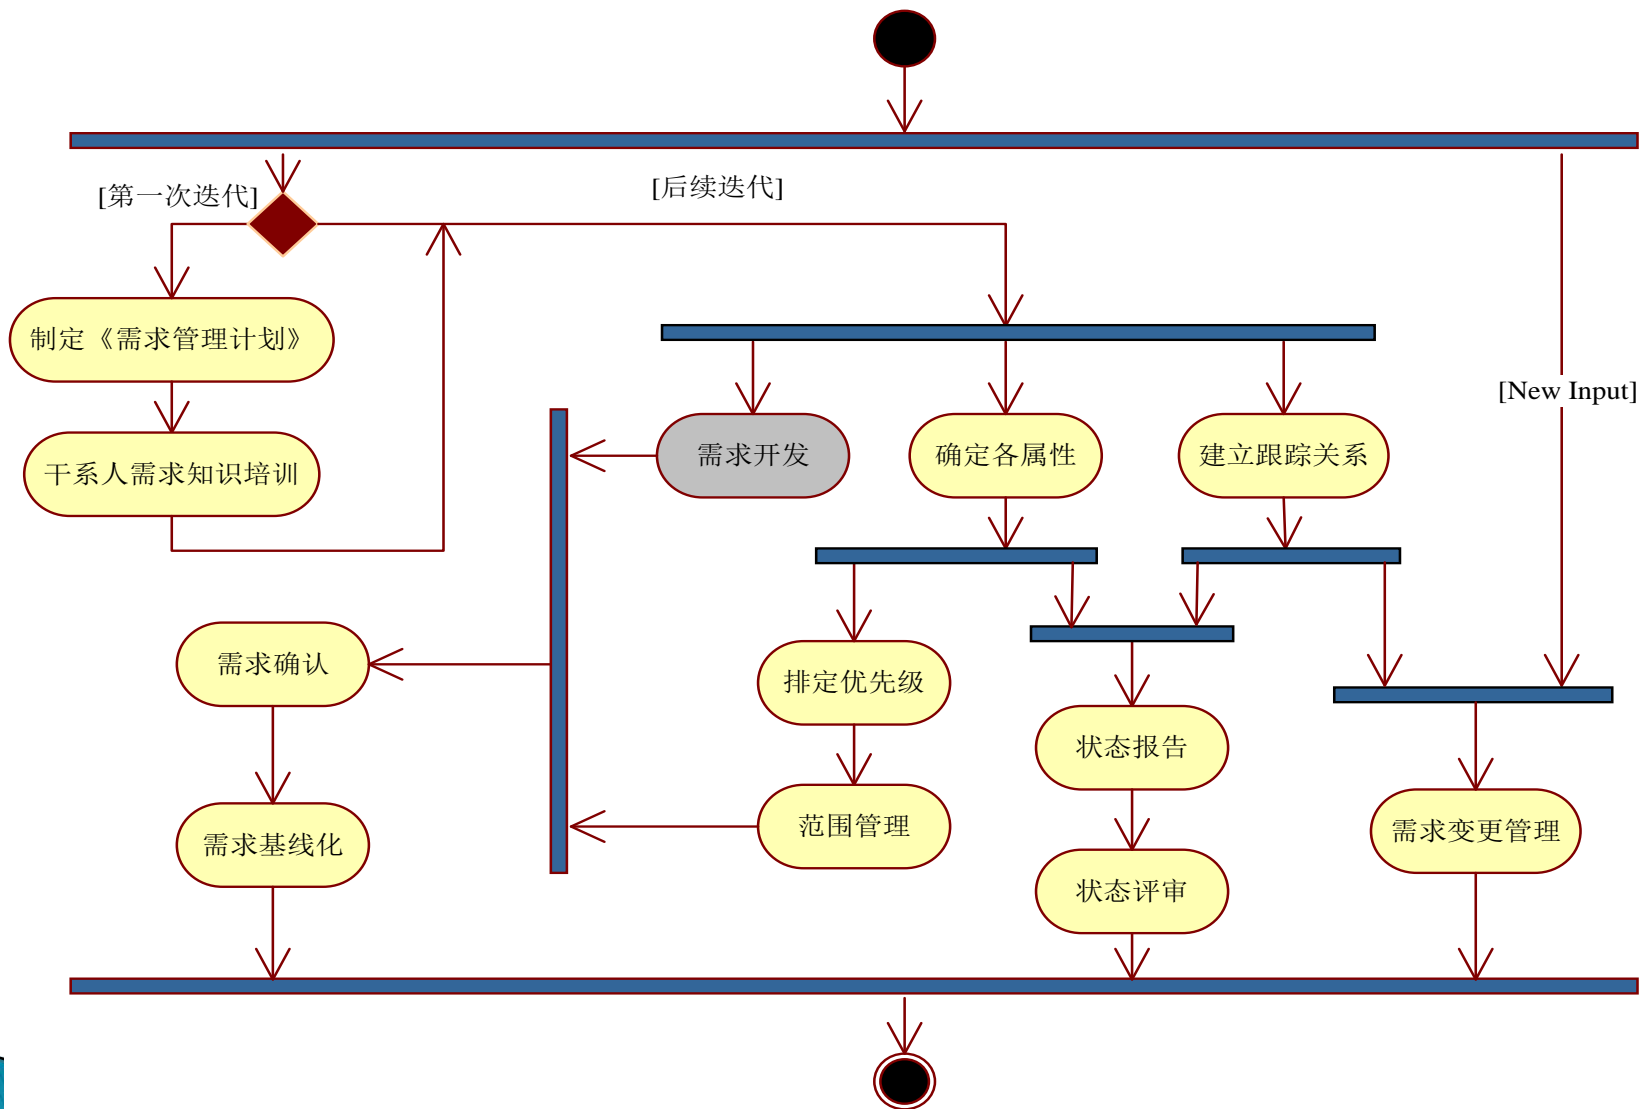 [第一次迭代]
[后续迭代]
制定《需求管理计划》
[New Input]
干系人需求知识培训
需求开发
确定各属性
建立跟踪关系
需求确认
排定优先级
状态报告
需求基线化
范围管理
需求变更管理
状态评审